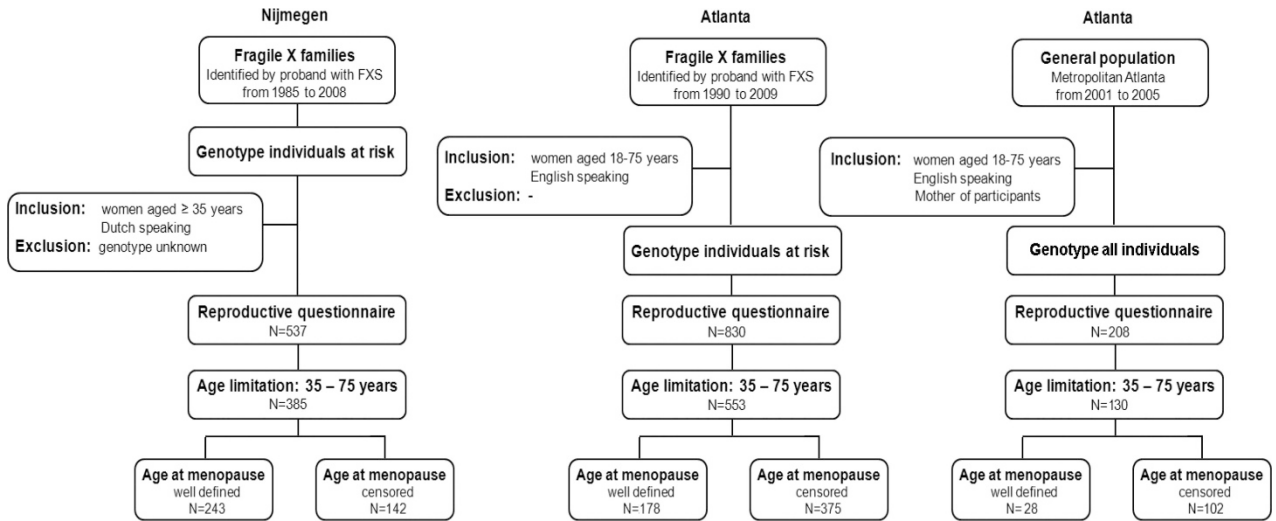 Nijmegen
Fragile X families
Identified by proband with FXS
from 1985 to 2008
Genotype individuals at risk
Inclusion: women aged ≥ 35 years
Dutch speaking
Exclusion: genotype unknown
Reproductive questionnaire
N=537
Age limitation: 35 – 75 years
N=385
Age at menopause
well defined
N=243
Age at menopause
censored
N=142
Atlanta
Fragile X families
Identified by proband with FXS
from 1990 to 2009
Inclusion: women aged 18-75 years
English speaking
Exclusion: -
Genotype individuals at risk
Reproductive questionnaire
N=830
Age limitation: 35 – 75 years
N=553
Age at menopause
well defined
N=178
Age at menopause
censored
N=375
Atlanta
General population
Metropolitan Atlanta
from 2001 to 2005
Inclusion: women aged 18-75 years
English speaking
Mother of participants
Genotype all individuals
Reproductive questionnaire
N=208
Age limitation: 35 – 75 years
N=130
Age at menopause
well defined
N=28
Age at menopause
censored
N=102